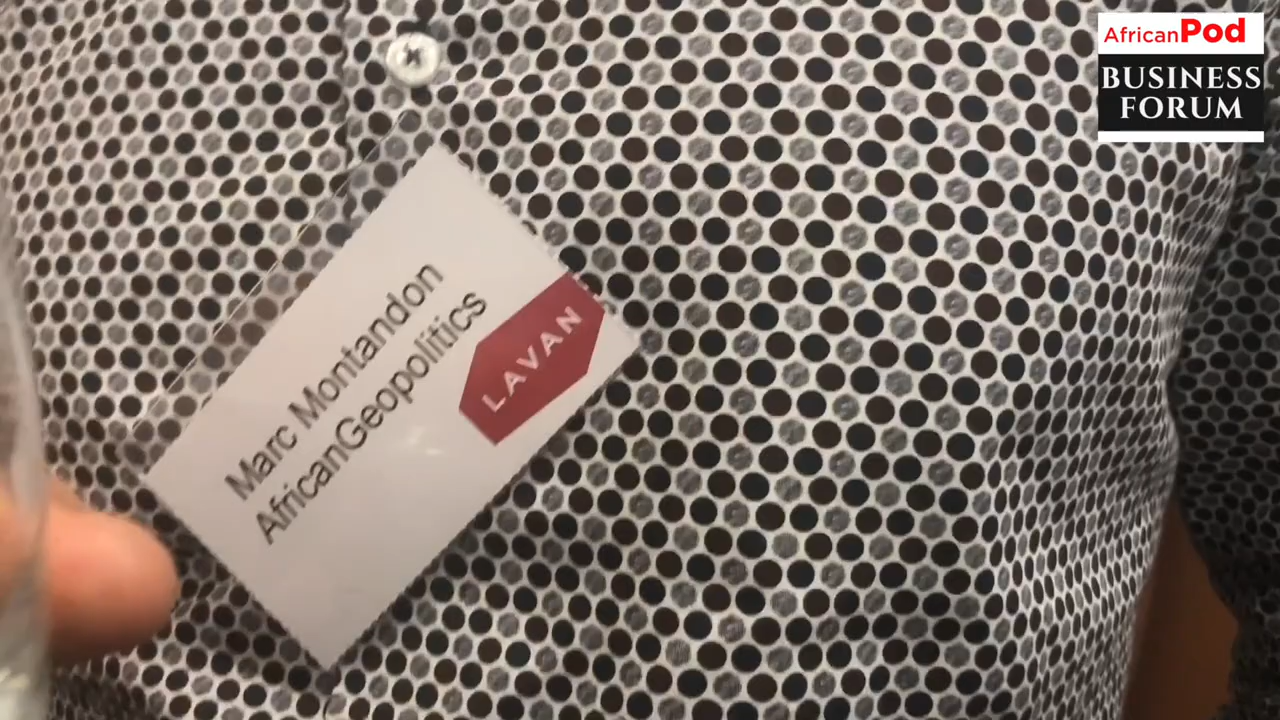 AfricanPod
BUSINESS
FORUM
Marc Montandon
AfricanGeopolitics
LAVAN